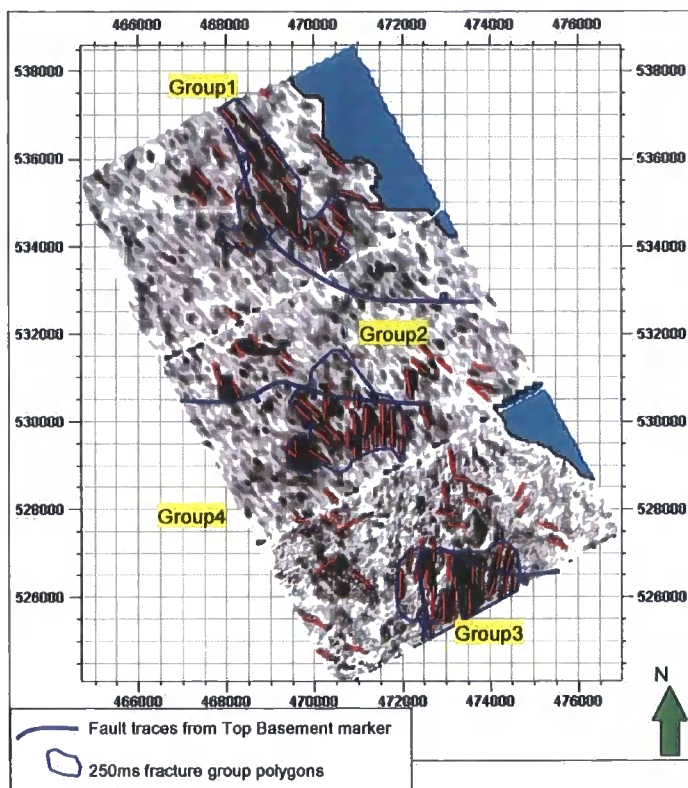 466000 468000 470000 472000 474000 476000
538000 538000
Group1
536000 536000
534000 534000
532000 532000
Group2
530000 530000
528000 528000
Group4
526000 526000
Group3
466000 468000 470000 472000 474000 476000
N
Fault traces from Top Basement marker
250ms fracture group polygons